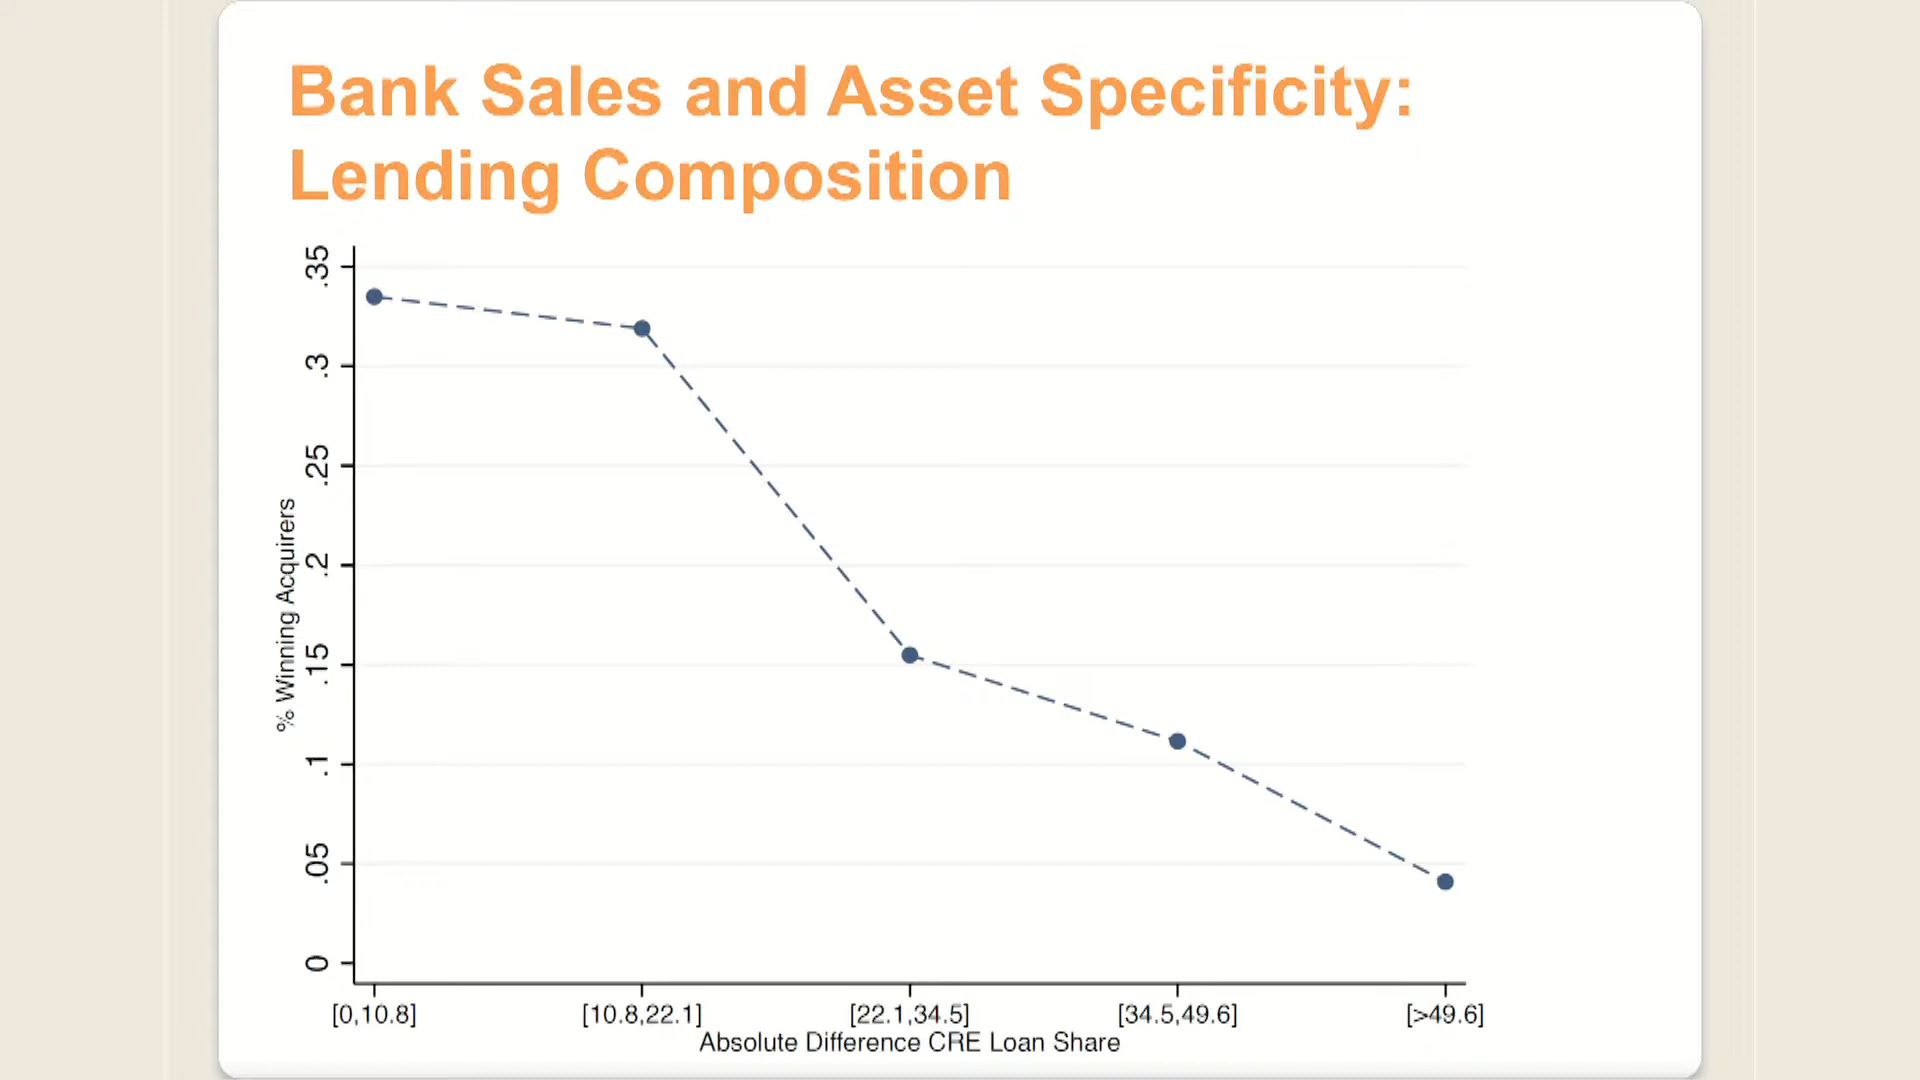 Bank Sales and Asset Specificity:
Lending Composition
% Winning Acquirers
.35
.3
.25
.2
.15
.1
.05
0
[0,10.8] [10.8,22.1] [22.1,34.5] [34.5,49.6] [>49.6]
Absolute Difference CRE Loan Share